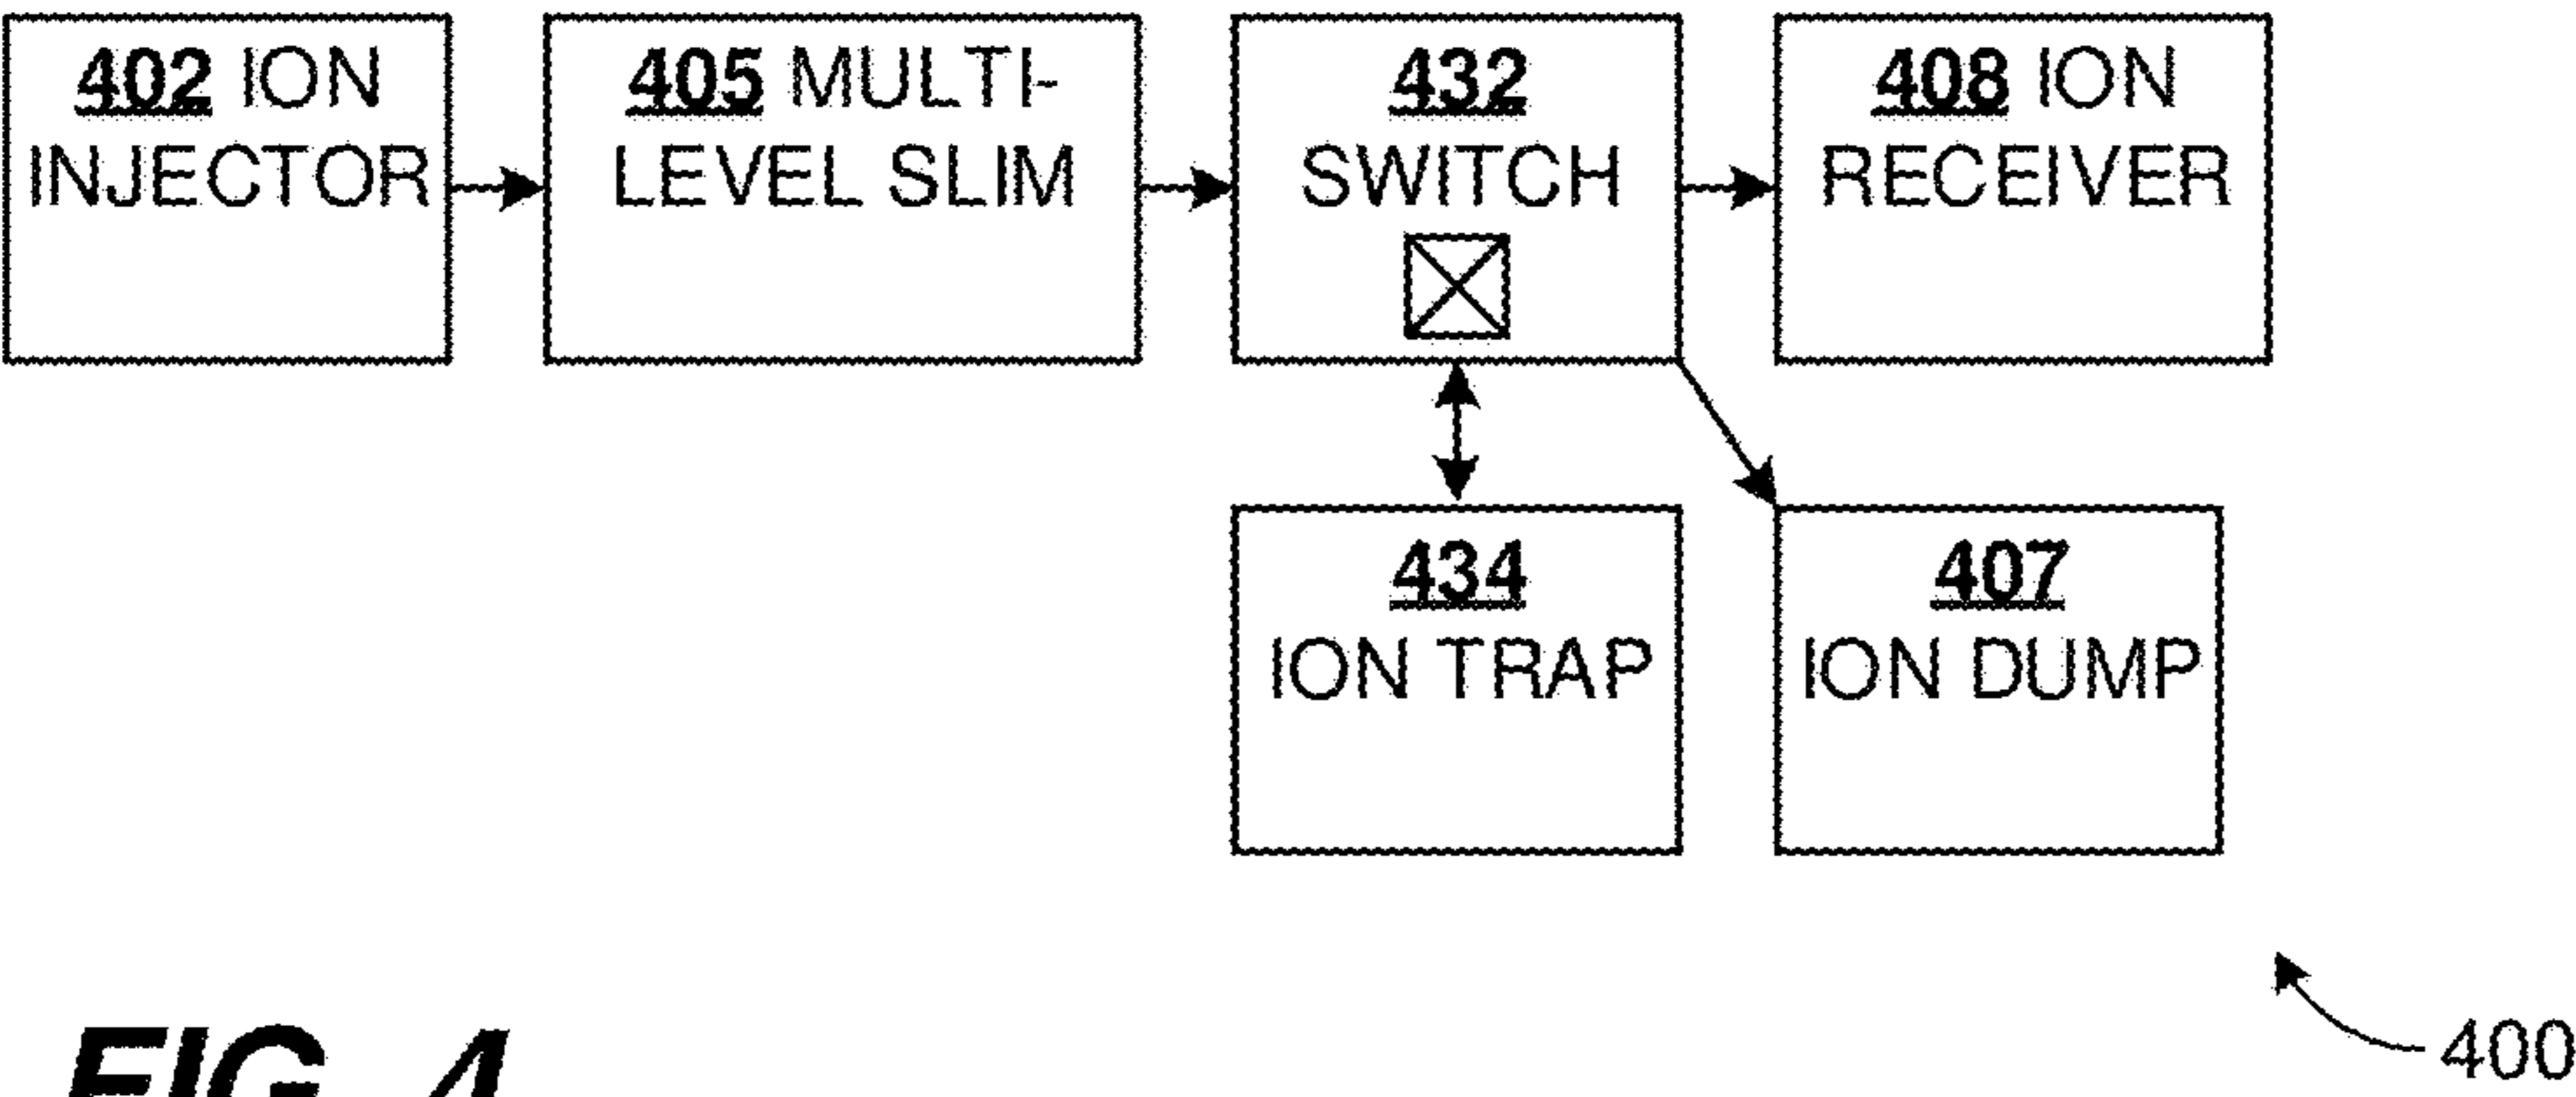 402 ION
INJECTOR
405 MULTI-
LEVEL SLIM
432
SWITCH
408 ION
RECEIVER
434
ION TRAP
407
ION DUMP
400
FIG. 4